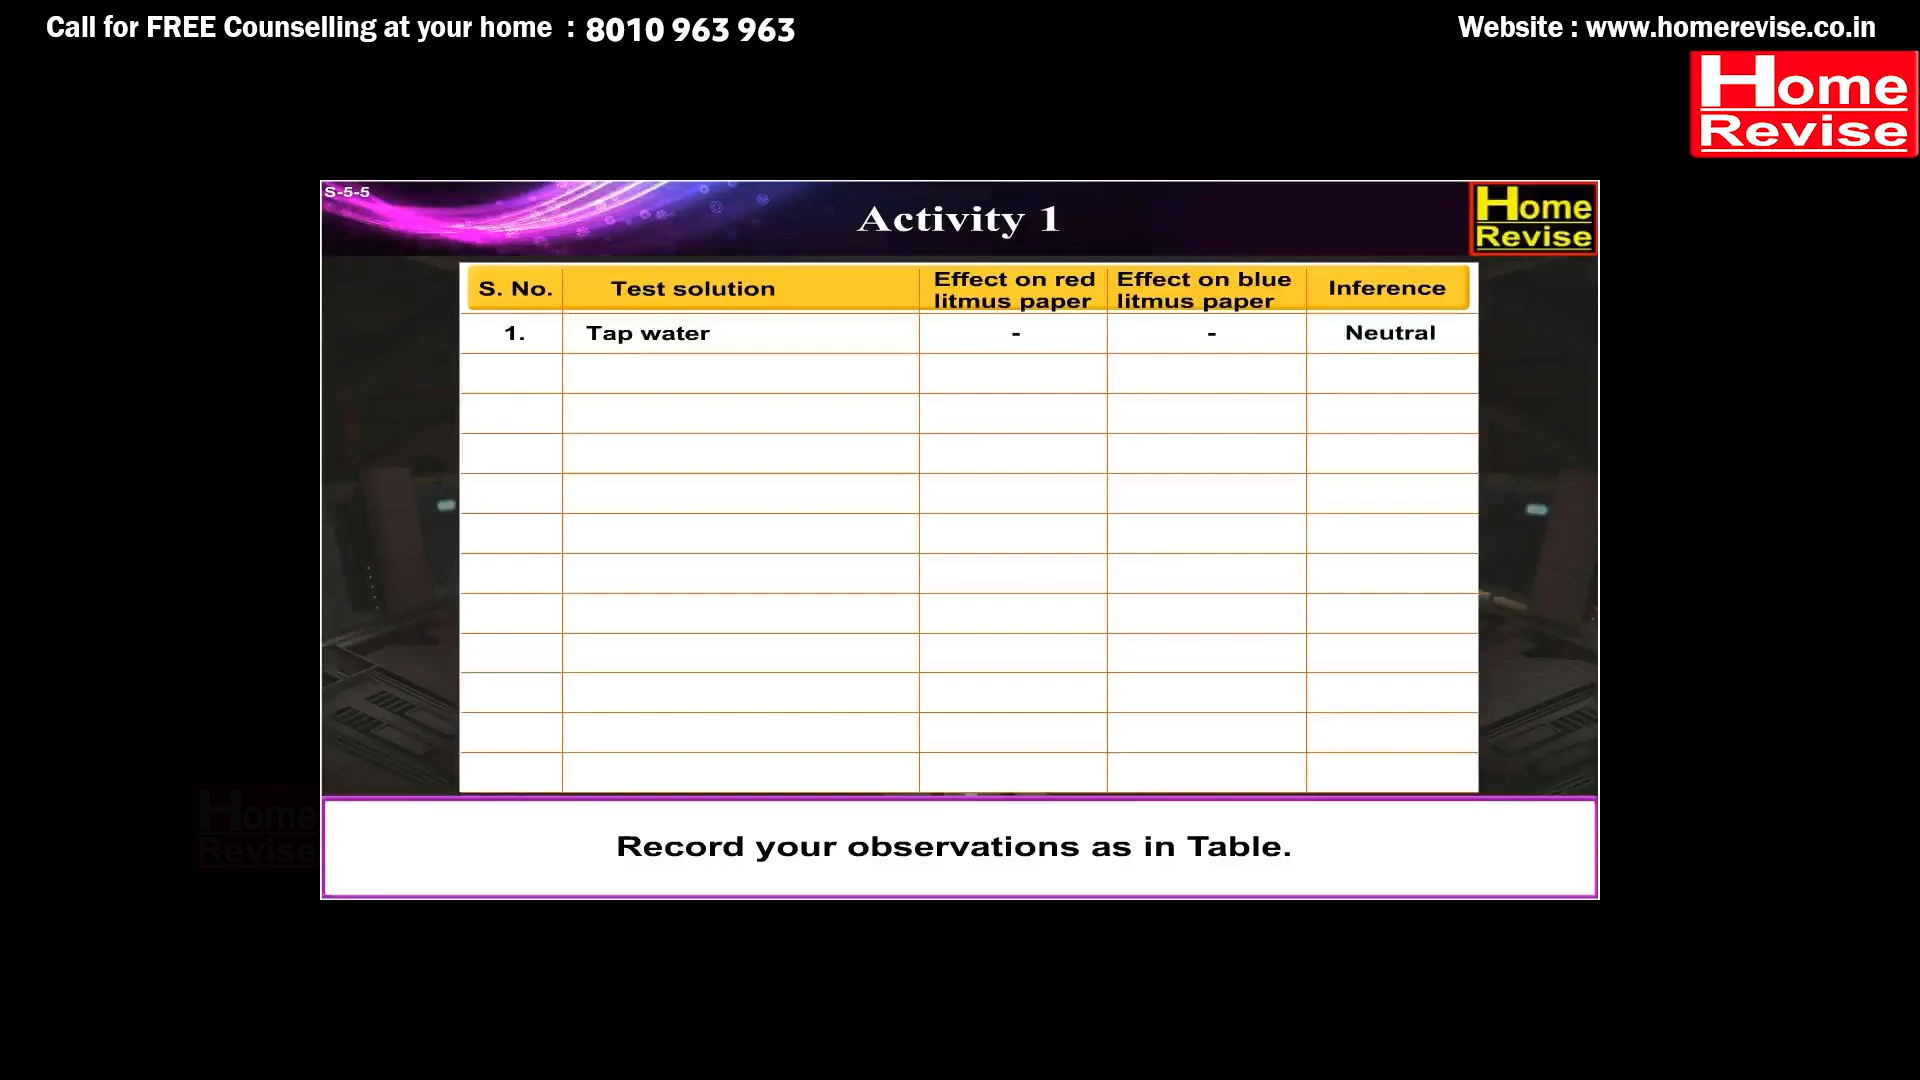 Call for FREE Counselling at your home : 8010 963 963
Website : www.homerevise.co.in
Home
Revise
S-5-5
Activity 1
Home
Revise
S. No.
Test solution
Effect on red
litmus paper
Effect on blue
litmus paper
Inference
1.
Tap water
-
-
Neutral
Home
Revise
Record your observations as in Table.